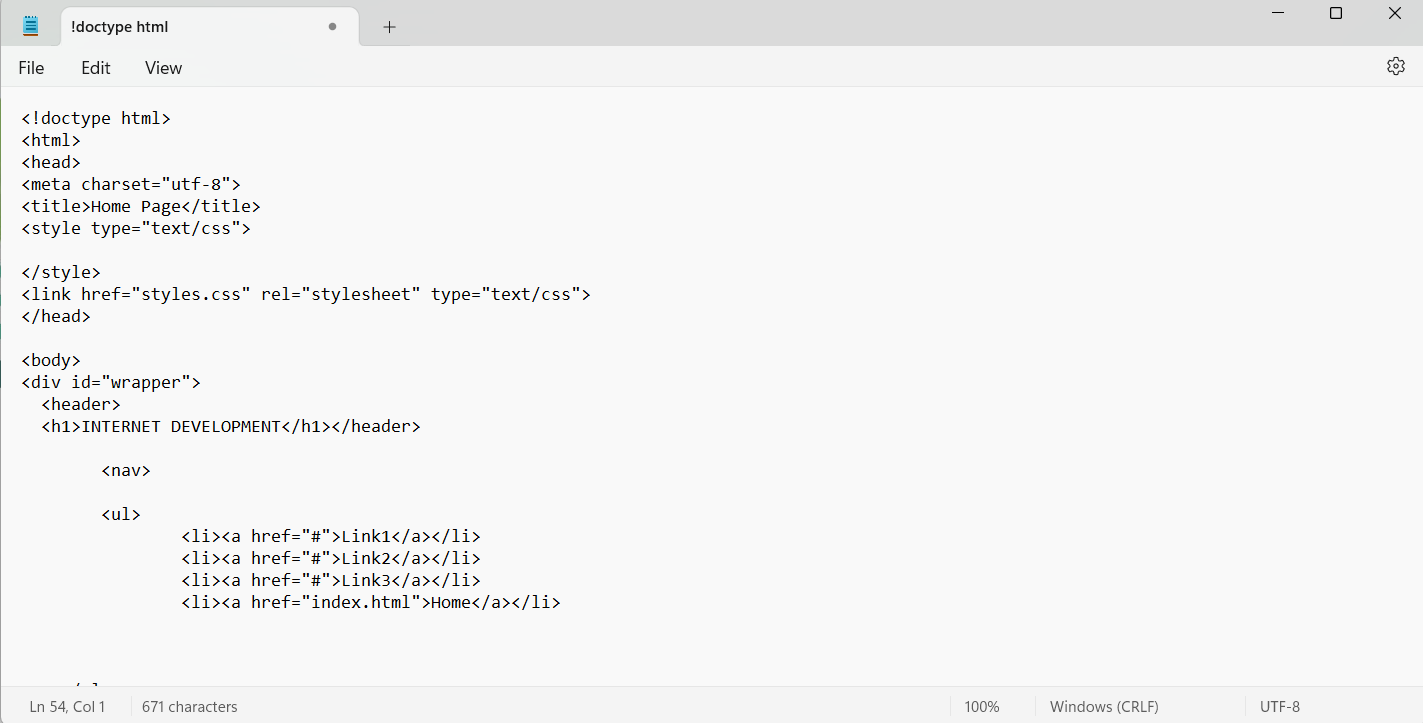 !doctype html
File Edit View
<!doctype html>
<html>
<head>
<meta charset="utf-8">
<title>Home Page</title>
<style type="text/css">
</style>
<link href="styles.css" rel="stylesheet" type="text/css">
</head>
<body>
<div id="wrapper">
<header>
<h1>INTERNET DEVELOPMENT</h1></header>
<nav>
<ul>
<li><a href="#">Link1</a></li>
<li><a href="#">Link2</a></li>
<li><a href="#">Link3</a></li>
<li><a href="index.html">Home</a></li>
Ln 54, Col 1 671 characters 100% Windows (CRLF) UTF-8